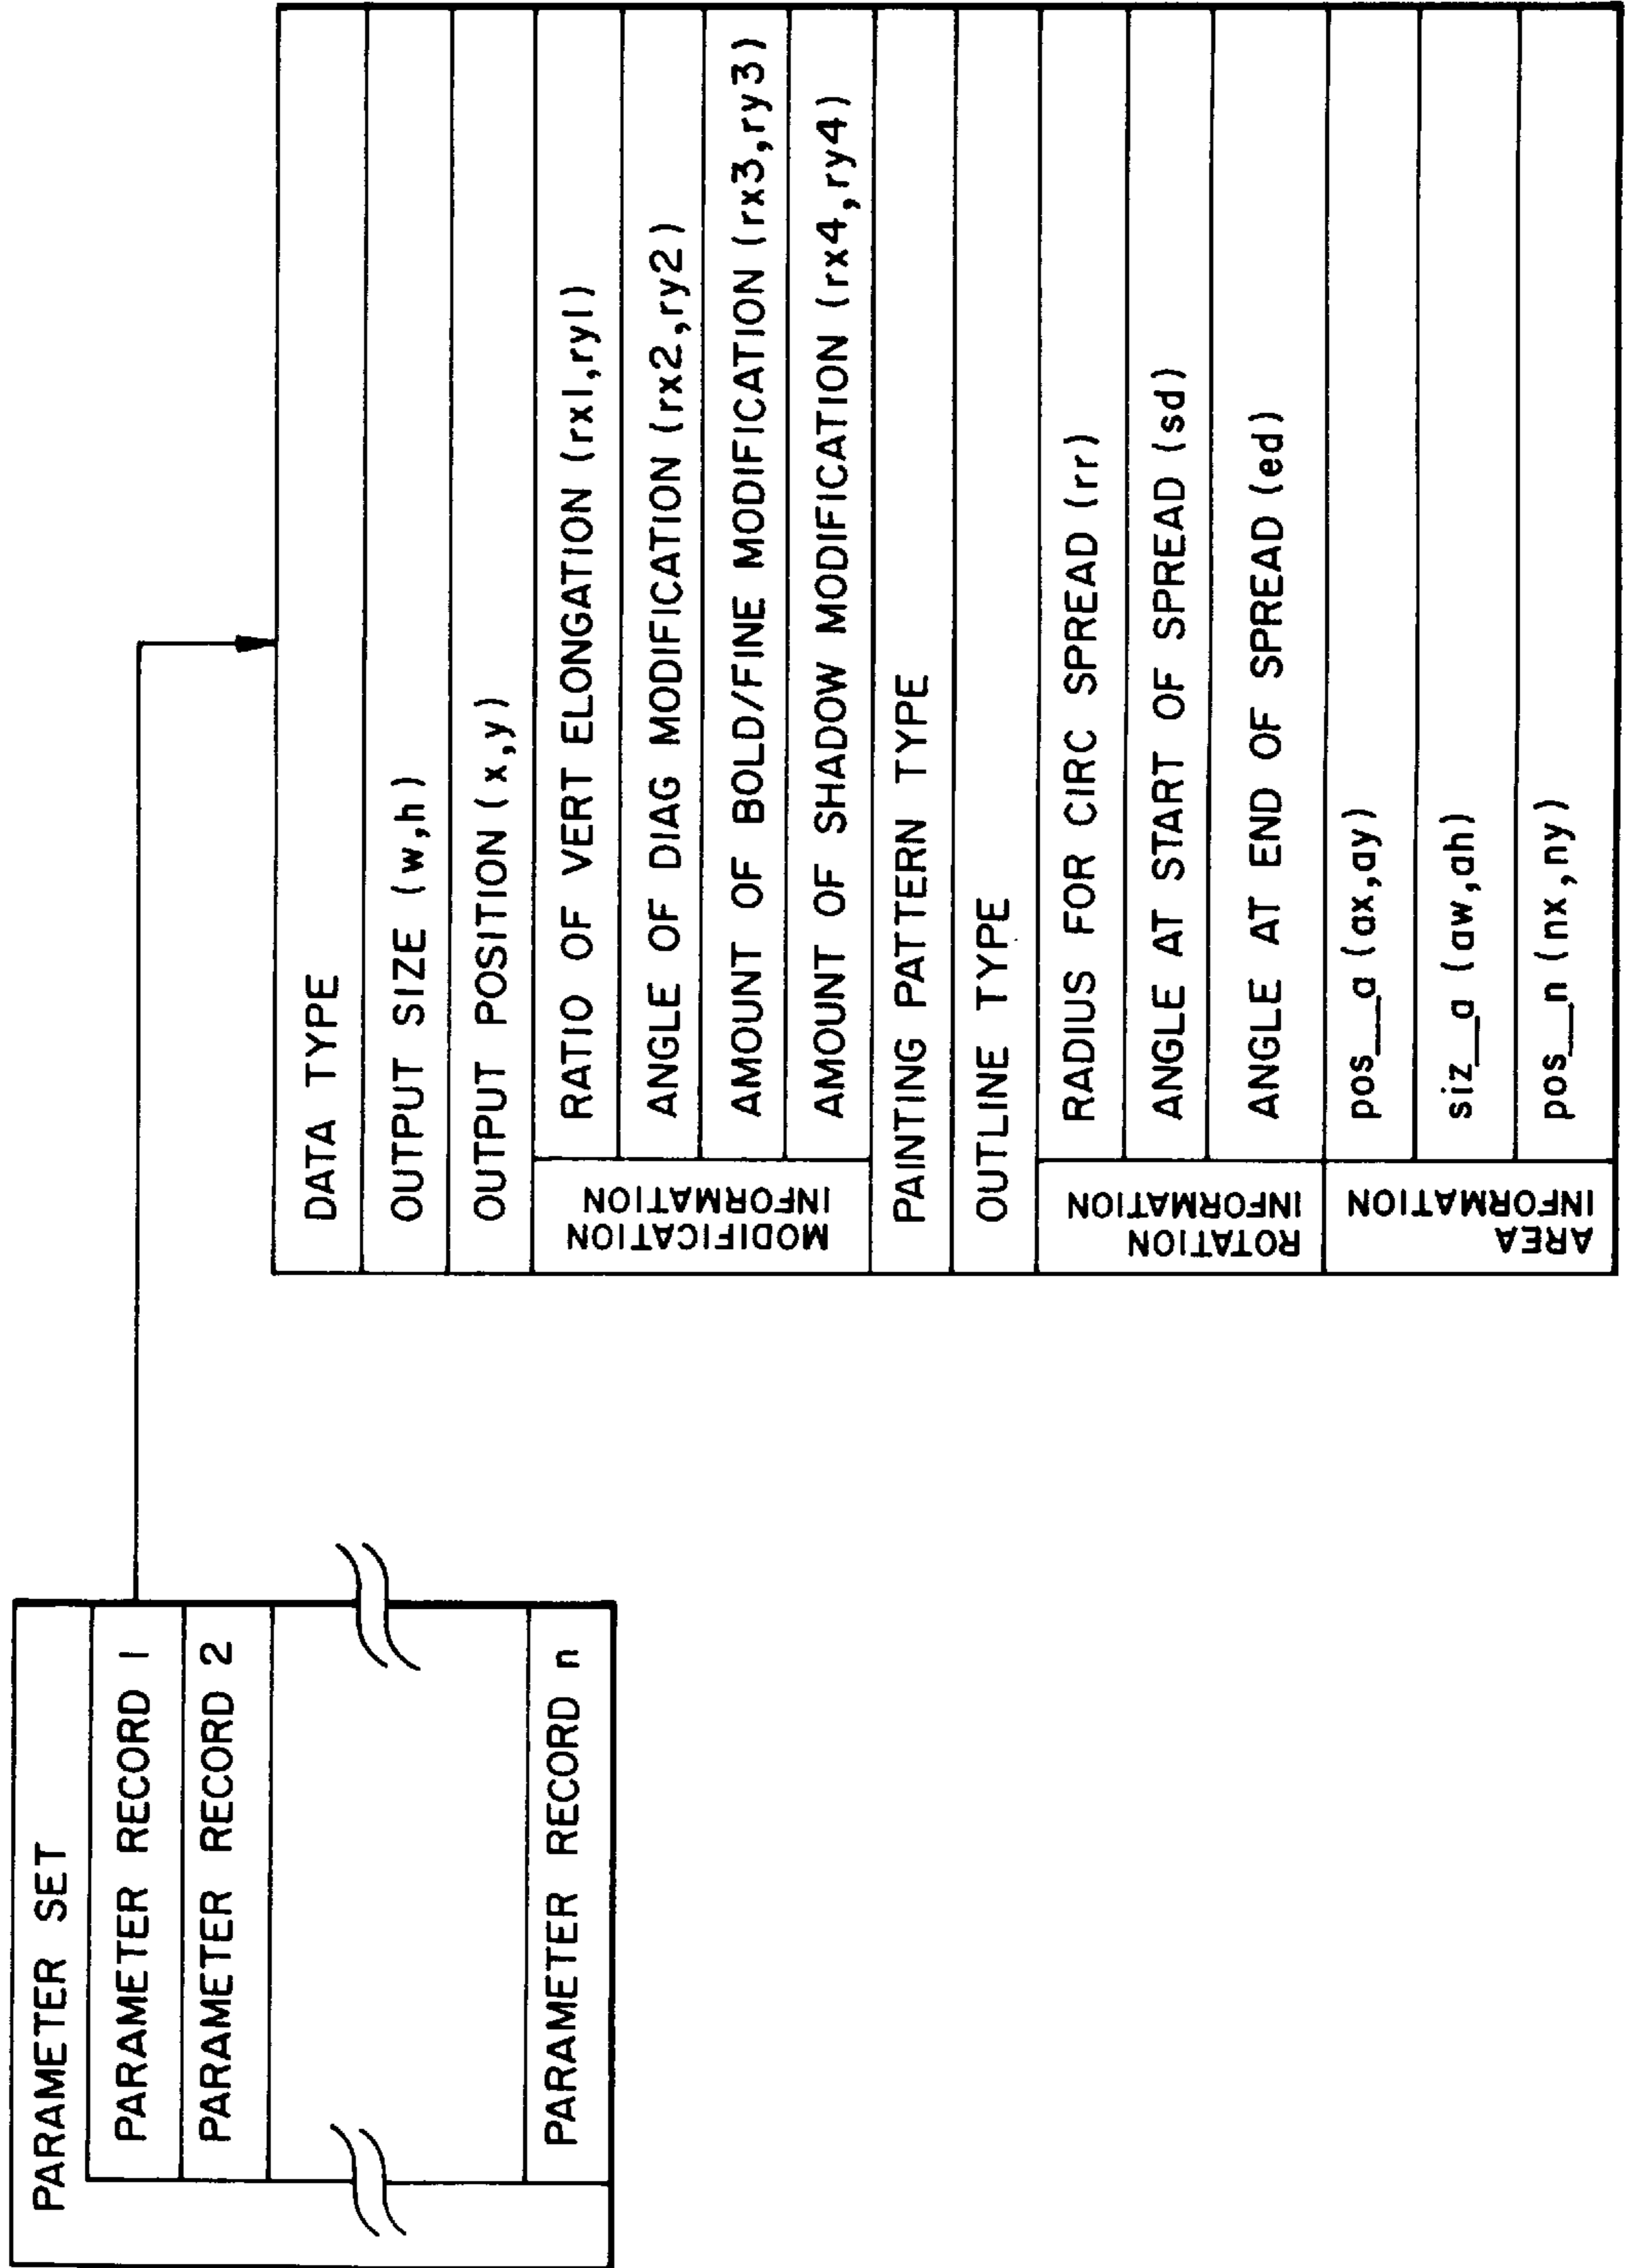 PARAMETER SET
PARAMETER RECORD 1
PARAMETER RECORD 2
PARAMETER RECORD n
DATA TYPE
OUTPUT SIZE (w,h)
OUTPUT POSITION (x,y)
MODIFICATION
INFORMATION
RATIO OF VERT ELONGATION (rx1,ry1)
ANGLE OF DIAG MODIFICATION (rx2,ry2)
AMOUNT OF BOLD/FINE MODIFICATION (rx3,ry3)
AMOUNT OF SHADOW MODIFICATION (rx4,ry4)
PAINTING PATTERN TYPE
OUTLINE TYPE
ROTATION
INFORMATION
RADIUS FOR CIRC SPREAD (rr)
ANGLE AT START OF SPREAD (sd)
ANGLE AT END OF SPREAD (ed)
AREA
INFORMATION
pos_a (ax,ay)
siz_a (aw,ah)
pos_n (nx,ny)